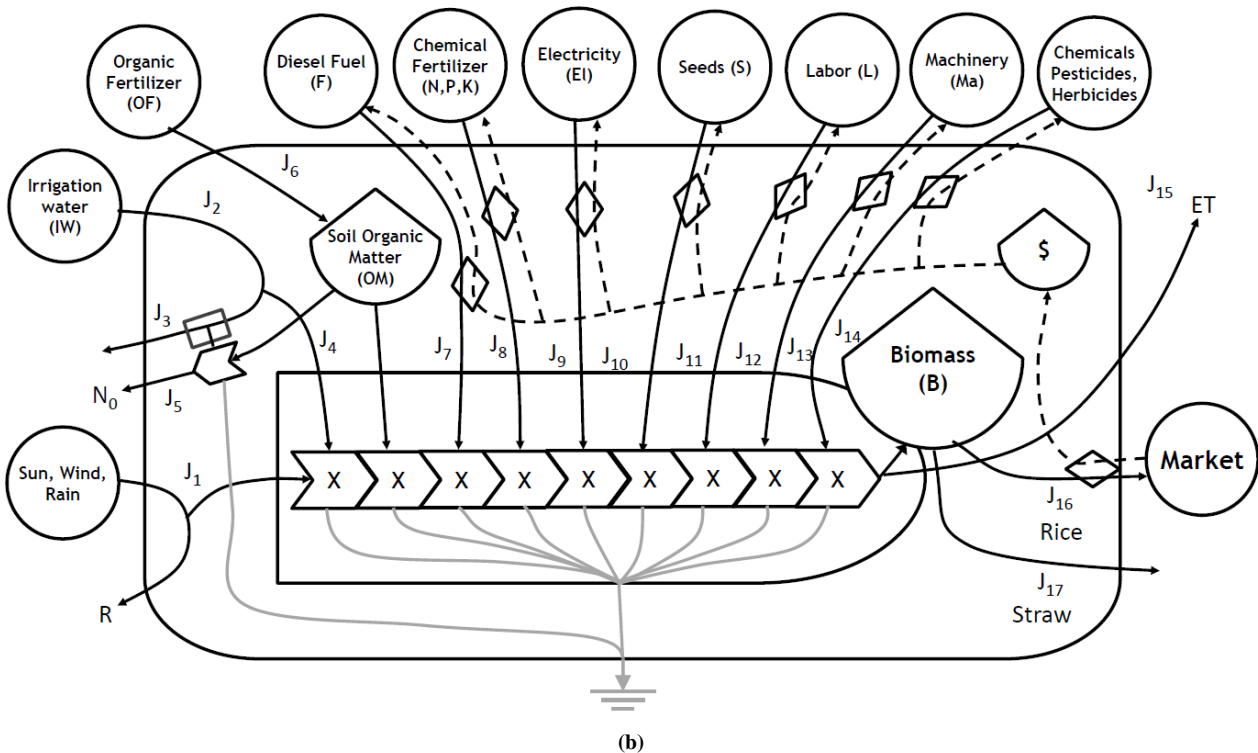 Organic
Fertilizer
(OF)
Diesel Fuel
(F)
Chemical
Fertilizer
(N,P,K)
Electricity
(El)
Seeds (S)
Labor (L)
Machinery
(Ma)
Chemicals
Pesticides,
Herbicides
Irrigation
water
(IW)
J2
J6
Soil Organic
Matter
(OM)
$
J15
ET
J3
J4
J7
J8
J9
J10
J11
J12
J13
J14
Biomass
(B)
N0
J5
Sun, Wind,
Rain
J1
X X X X X X X X X
Market
J16
Rice
R
J17
Straw
(b)